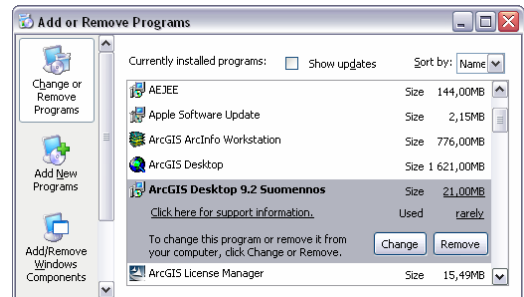 Add or Remove Programs
Change or
Remove
Programs
Add New
Programs
Add/Remove
Windows
Components
Currently installed programs:
Show updates
Sort by: Name
AEJEE Size 144,00MB
Apple Software Update Size 2,15MB
ArcGIS ArcInfo Workstation Size 776,00MB
ArcGIS Desktop Size 1 621,00MB
ArcGIS Desktop 9.2 Suomennos Size 21,00MB
Click here for support information. Used rarely
To change this program or remove it from
your computer, click Change or Remove.
Change Remove
ArcGIS License Manager Size 15,49MB